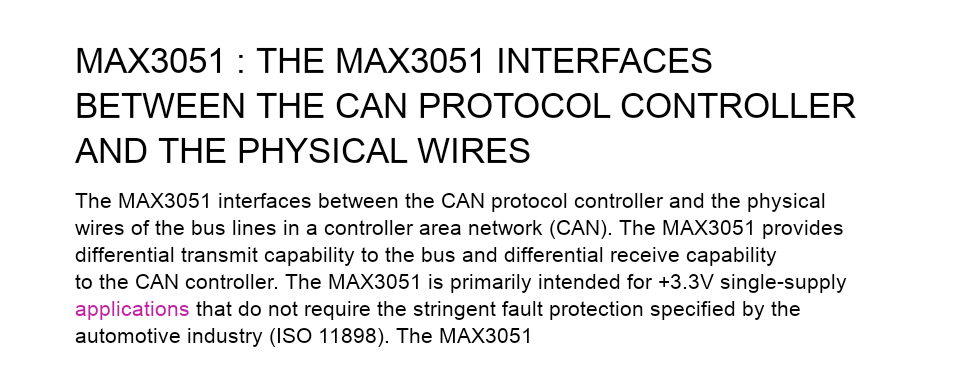 MAX3051 : THE MAX3051 INTERFACES
BETWEEN THE CAN PROTOCOL CONTROLLER
AND THE PHYSICAL WIRES
The MAX3051 interfaces between the CAN protocol controller and the physical
wires of the bus lines in a controller area network (CAN). The MAX3051 provides
differential transmit capability to the bus and differential receive capability
to the CAN controller. The MAX3051 is primarily intended for +3.3V single-supply
applications that do not require the stringent fault protection specified by the
automotive industry (ISO 11898). The MAX3051